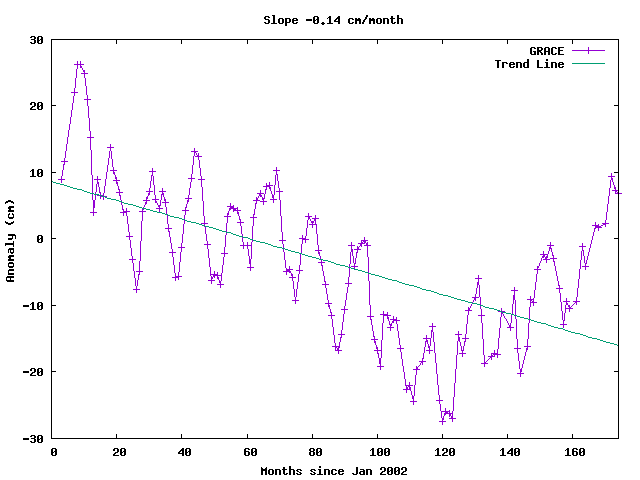 Slope -0.14 cm/month
GRACE
Trend Line
30
20
10
0
-10
-20
-30
Anomaly (cm)
0 20 40 60 80 100 120 140 160
Months since Jan 2002